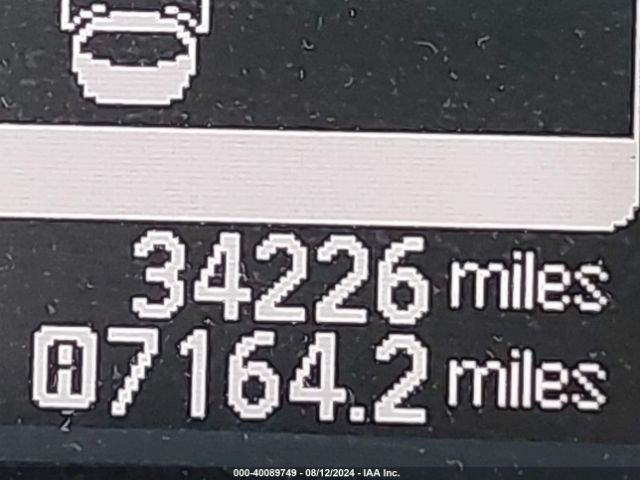 34226 miles
A 7164.2 miles
000-40089749 - 08/12/2024 - IAA Inc.